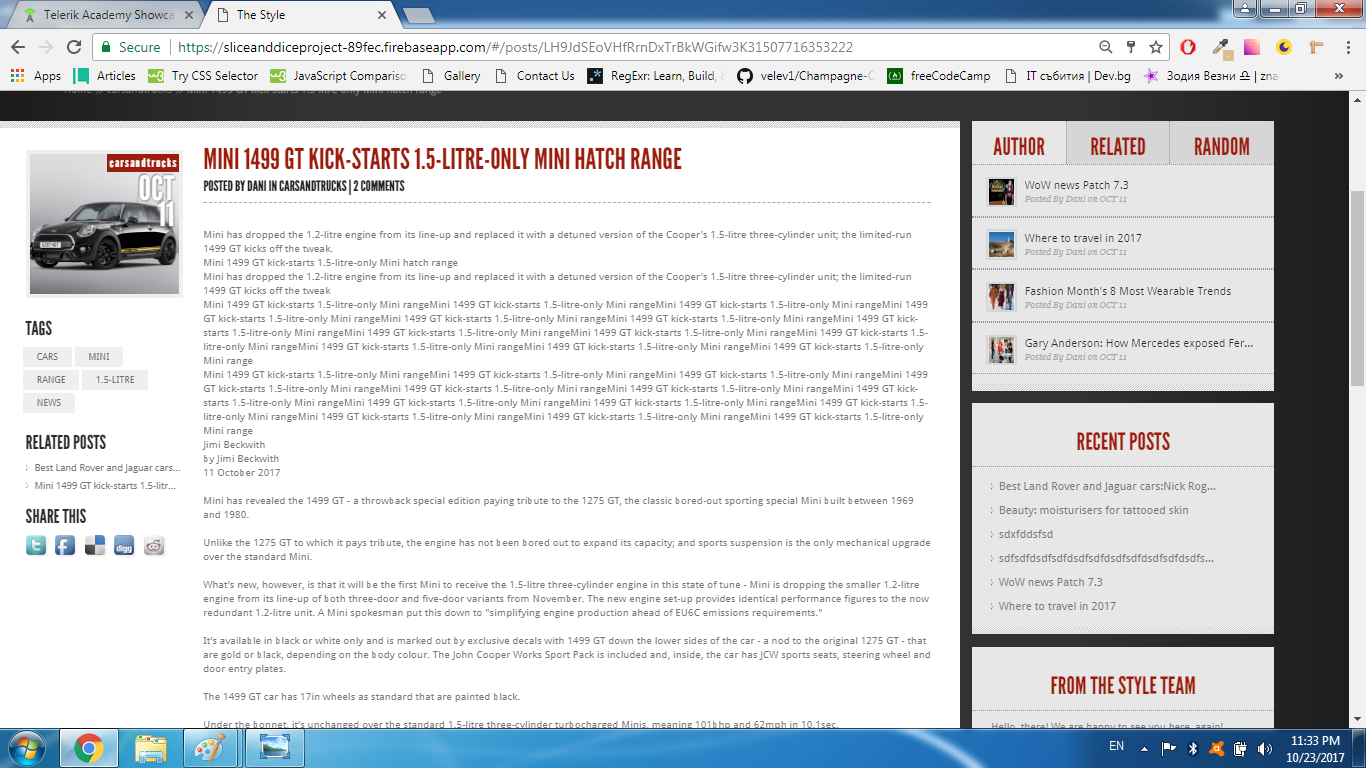 Telerik Academy Showca
The Style
Secure
https://sliceanddiceproject-89fec.firebaseapp.com/#/posts/LH9JdSEoVHfRrnDxTrBkWGifw3K31507716353222
Apps
Articles
Try CSS Selector
JavaScript Compariso
Gallery
Contact Us
RegExr: Learn, Build, &
velev1/Champagne-C
freeCodeCamp
IT събития | Dev.bg
Зодия Везни ♎ | zna
»
carsandtrucks
OCT
11
TAGS
CARS
MINI
RANGE
1.5-LITRE
NEWS
RELATED POSTS
Best Land Rover and Jaguar cars...
Mini 1499 GT kick-starts 1.5-litr...
SHARE THIS
digg
MINI 1499 GT KICK-STARTS 1.5-LITRE-ONLY MINI HATCH RANGE
POSTED BY DANI IN CARSANDTRUCKS | 2 COMMENTS
Mini has dropped the 1.2-litre engine from its line-up and replaced it with a detuned version of the Cooper's 1.5-litre three-cylinder unit; the limited-run
1499 GT kicks off the tweak.
Mini 1499 GT kick-starts 1.5-litre-only Mini hatch range
Mini has dropped the 1.2-litre engine from its line-up and replaced it with a detuned version of the Cooper's 1.5-litre three-cylinder unit; the limited-run
1499 GT kicks off the tweak
Mini 1499 GT kick-starts 1.5-litre-only Mini rangeMini 1499 GT kick-starts 1.5-litre-only Mini rangeMini 1499 GT kick-starts 1.5-litre-only Mini rangeMini 1499
GT kick-starts 1.5-litre-only Mini rangeMini 1499 GT kick-starts 1.5-litre-only Mini rangeMini 1499 GT kick-starts 1.5-litre-only Mini rangeMini 1499 GT kick-
starts 1.5-litre-only Mini rangeMini 1499 GT kick-starts 1.5-litre-only Mini rangeMini 1499 GT kick-starts 1.5-litre-only Mini rangeMini 1499 GT kick-starts 1.5-
litre-only Mini rangeMini 1499 GT kick-starts 1.5-litre-only Mini rangeMini 1499 GT kick-starts 1.5-litre-only Mini rangeMini 1499 GT kick-starts 1.5-litre-only
Mini range
Mini 1499 GT kick-starts 1.5-litre-only Mini rangeMini 1499 GT kick-starts 1.5-litre-only Mini rangeMini 1499 GT kick-starts 1.5-litre-only Mini rangeMini 1499
GT kick-starts 1.5-litre-only Mini rangeMini 1499 GT kick-starts 1.5-litre-only Mini rangeMini 1499 GT kick-starts 1.5-litre-only Mini rangeMini 1499 GT kick-
starts 1.5-litre-only Mini rangeMini 1499 GT kick-starts 1.5-litre-only Mini rangeMini 1499 GT kick-starts 1.5-litre-only Mini rangeMini 1499 GT kick-starts 1.5-
litre-only Mini rangeMini 1499 GT kick-starts 1.5-litre-only Mini rangeMini 1499 GT kick-starts 1.5-litre-only Mini rangeMini 1499 GT kick-starts 1.5-litre-only
Mini range
Jimi Beckwith
by Jimi Beckwith
11 October 2017
Mini has revealed the 1499 GT - a throwback special edition paying tribute to the 1275 GT, the classic bored-out sporting special Mini built between 1969
and 1980.
Unlike the 1275 GT to which it pays tribute, the engine has not been bored out to expand its capacity; and sports suspension is the only mechanical upgrade
over the standard Mini.
What's new, however, is that it will be the first Mini to receive the 1.5-litre three-cylinder engine in this state of tune - Mini is dropping the smaller 1.2-litre
engine from its line-up of both three-door and five-door variants from November. The new engine set-up provides identical performance figures to the now
redundant 1.2-litre unit. A Mini spokesman put this down to "simplifying engine production ahead of EU6C emissions requirements."
It's available in black or white only and is marked out by exclusive decals with 1499 GT down the lower sides of the car - a nod to the original 1275 GT - that
are gold or black, depending on the body colour. The John Cooper Works Sport Pack is included and, inside, the car has JCW sports seats, steering wheel and
door entry plates.
The 1499 GT car has 17in wheels as standard that are painted black.
Under the bonnet, it's unchanged over the standard 1.5-litre three-cylinder turbocharged Minis, meaning 101bhp and 62mph in 10.1sec.
AUTHOR
RELATED
RANDOM
WoW news Patch 7.3
Posted By Dani on OCT 11
Where to travel in 2017
Posted By Dani on OCT 11
Fashion Month's 8 Most Wearable Trends
Posted By Dani on OCT 11
Gary Anderson: How Mercedes exposed Fer...
Posted By Dani on OCT 11
RECENT POSTS
Best Land Rover and Jaguar cars:Nick Rog...
Beauty: moisturisers for tattooed skin
sdxfddsfsd
sdfsdfdsdfsdfdsdfsdfdsdfsdfdsdfsdfdsdfs...
WoW news Patch 7.3
Where to travel in 2017
FROM THE STYLE TEAM
Hello, there! We are happy to see you here, again!
EN
11:33 PM
10/23/2017